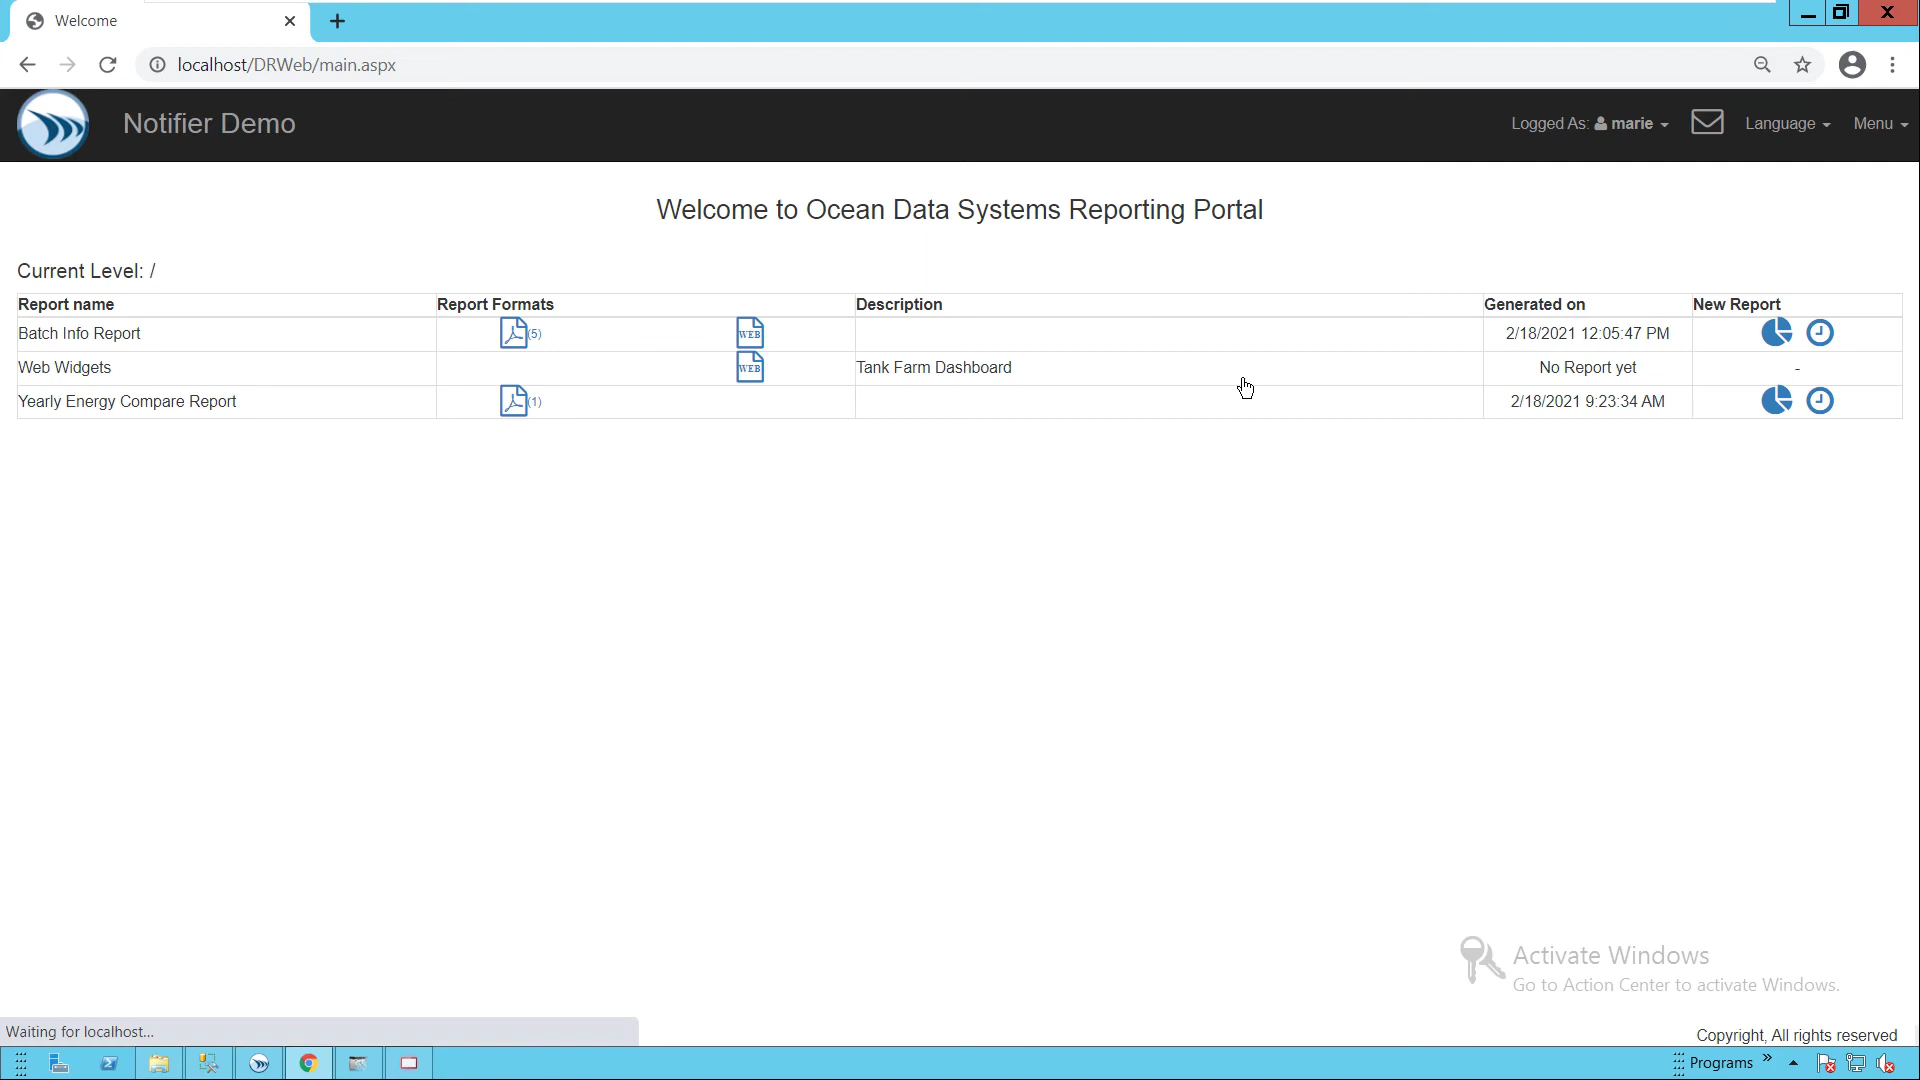 Welcome
localhost/DRWeb/main.aspx
Notifier Demo
Logged As: marie
Language
Menu
Welcome to Ocean Data Systems Reporting Portal
Current Level: /
Report name Report Formats Description Generated on New Report
Batch Info Report (5) WEB 2/18/2021 12:05:47 PM
Web Widgets WEB Tank Farm Dashboard No Report yet -
Yearly Energy Compare Report (1) 2/18/2021 9:23:34 AM
Activate Windows
Go to Action Center to activate Windows.
Waiting for localhost...
Copyright, All rights reserved
Programs